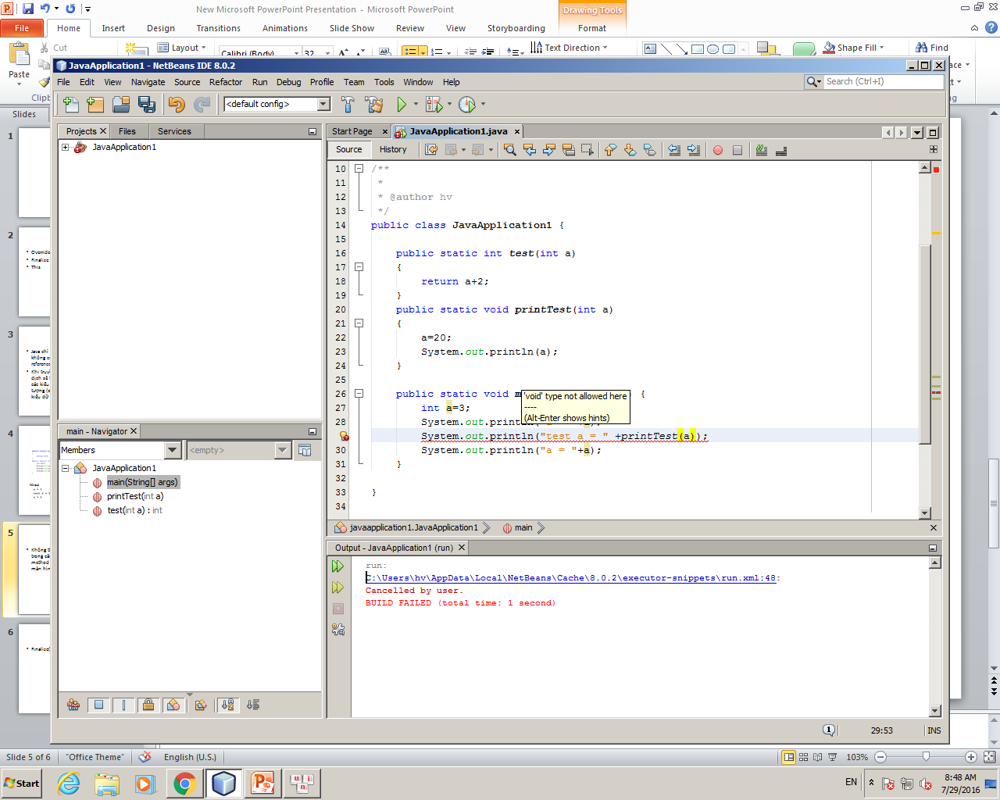 New Microsoft PowerPoint Presentation - Microsoft PowerPoint
Drawing Tools
File Home Insert Design Transitions Animations Slide Show Review View Storyboarding Format
Paste
Cut
Layout
Calibri (Body) 32
Text Direction
Shape Fill
Find
Slides
JavaApplication1 - NetBeans IDE 8.0.2
File Edit View Navigate Source Refactor Run Debug Profile Team Tools Window Help
Search (Ctrl+I)
<default config>
Projects Files Services
JavaApplication1
Start Page JavaApplication1.java
Source History
10 /**
11 *
12 * @author hv
13 */
14 public class JavaApplication1 {
15
16 public static int test(int a)
17 {
18 return a+2;
19 }
20 public static void printTest(int a)
21 {
22 a=20;
23 System.out.println(a);
24 }
25
26 public static void m {
'void' type not allowed here
----
(Alt-Enter shows hints)
27 int a=3;
28 System.out.println
System.out.println("test a = " +printTest(a));
30 System.out.println("a = "+a);
31 }
32
33 }
34
javaapplication1.JavaApplication1 main
main - Navigator
Members <empty>
JavaApplication1
main(String[] args)
printTest(int a)
test(int a) : int
Output - JavaApplication1 (run)
run:
C:\Users\hv\AppData\Local\NetBeans\Cache\8.0.2\executor-snippets\run.xml:48:
Cancelled by user.
BUILD FAILED (total time: 1 second)
1 29:53 INS
1
2
Override
This
3
4
5
6
Slide 5 of 6 "Office Theme" English (U.S.) 103%
Start
EN
8:48 AM
7/29/2016